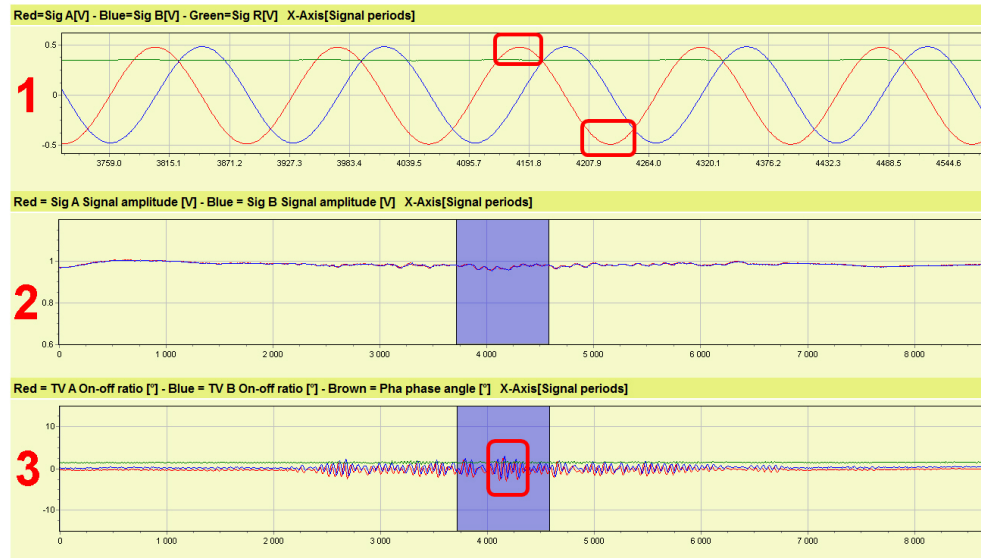 Red=Sig A[V] - Blue=Sig B[V] - Green=Sig R[V]   X-Axis[Signal periods]
0.5
0
-0.5
1
3759.0 3815.1 3871.2 3927.3 3983.4 4039.5 4095.7 4151.8 4207.9 4264.0 4320.1 4376.2 4432.3 4488.5 4544.6
Red = Sig A Signal amplitude [V] - Blue = Sig B Signal amplitude [V]   X-Axis[Signal periods]
1
0.8
0.6
2
0 1 000 2 000 3 000 4 000 5 000 6 000 7 000 8 000
Red = TV A On-off ratio [°] - Blue = TV B On-off ratio [°] - Brown = Pha phase angle [°]   X-Axis[Signal periods]
10
0
-10
3
0 1 000 2 000 3 000 4 000 5 000 6 000 7 000 8 000